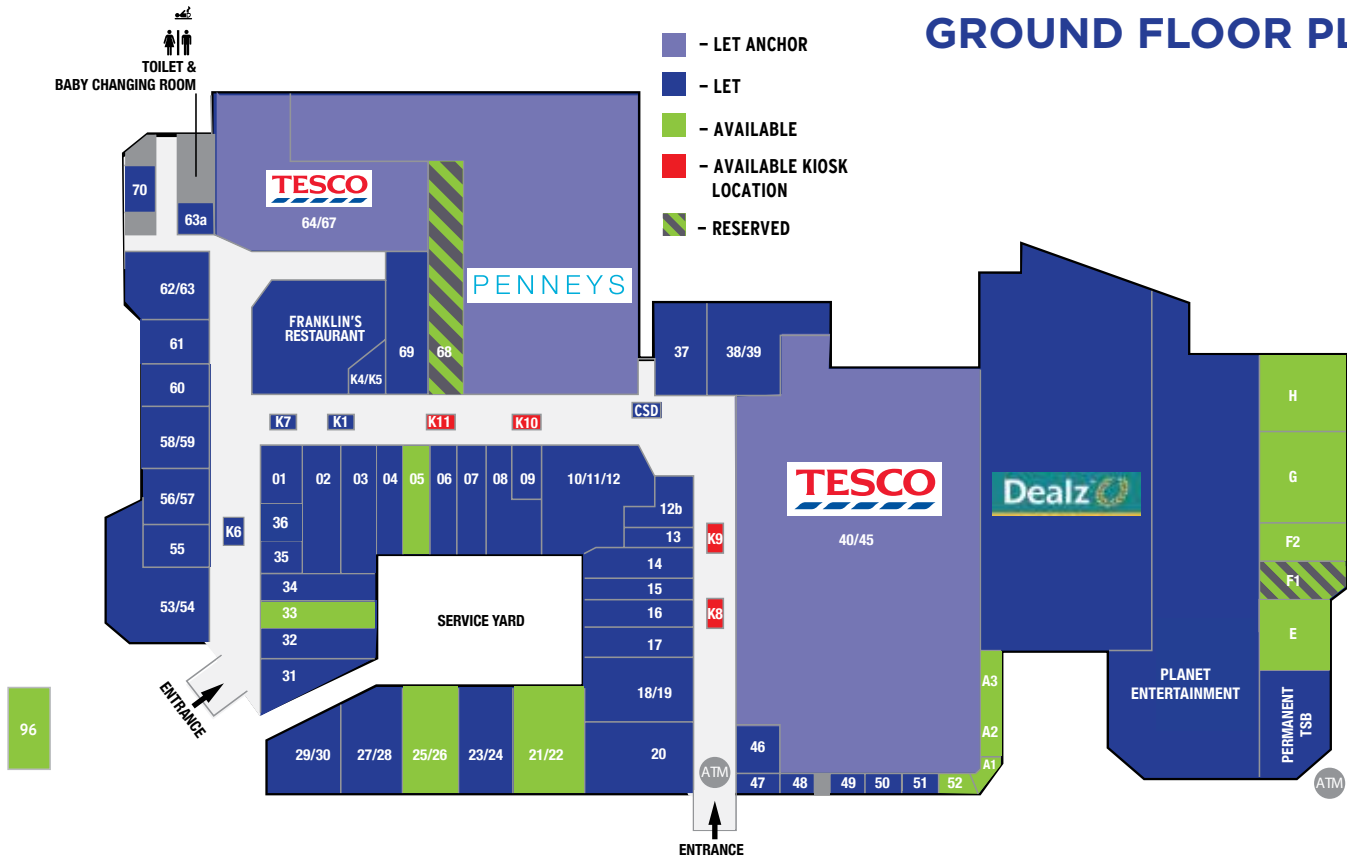 GROUND FLOOR PL
TOILET &
BABY CHANGING ROOM
– LET ANCHOR
– LET
– AVAILABLE
– AVAILABLE KIOSK
LOCATION
– RESERVED
70
63a
TESCO
64/67
PENNEYS
62/63
61
60
58/59
56/57
55
53/54
FRANKLIN'S
RESTAURANT
K4/K5
69
68
37
38/39
K7
K1
K11
K10
CSD
K6
01
02
03
04
05
06
07
08
09
10/11/12
36
35
34
33
32
31
12b
13
14
15
16
17
18/19
20
K9
K8
SERVICE YARD
TESCO
40/45
Dealz
H
G
F2
F1
E
PLANET
ENTERTAINMENT
PERMANENT
TSB
A3
A2
A1
96
ENTRANCE
29/30
27/28
25/26
23/24
21/22
46
47
48
49
50
51
52
ATM
ATM
ENTRANCE